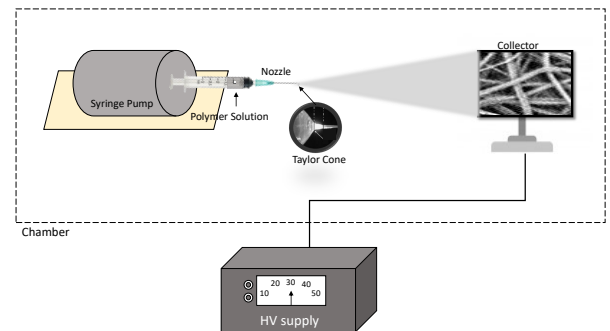 Collector
Nozzle
Syringe Pump
Polymer Solution
Taylor Cone
Chamber
10 20 30 40 50
HV supply